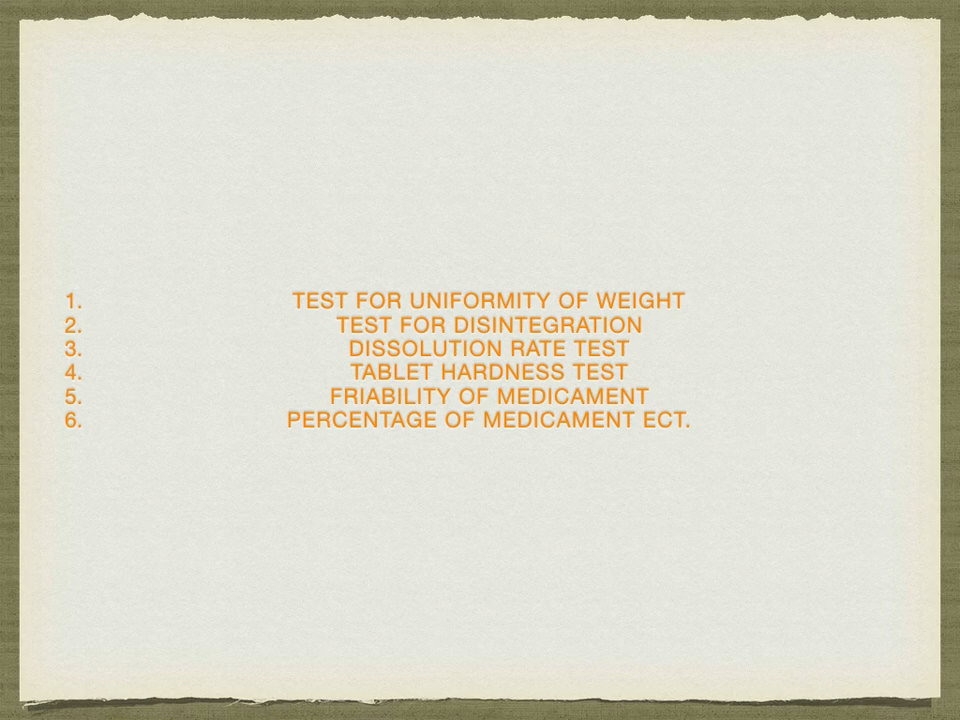 1. TEST FOR UNIFORMITY OF WEIGHT
2. TEST FOR DISINTEGRATION
3. DISSOLUTION RATE TEST
4. TABLET HARDNESS TEST
5. FRIABILITY OF MEDICAMENT
6. PERCENTAGE OF MEDICAMENT ECT.